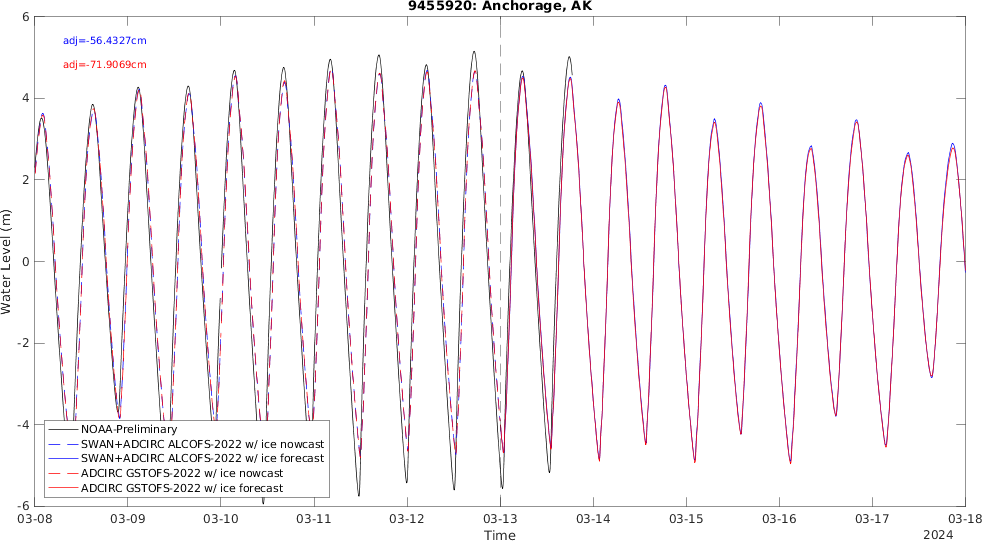 9455920: Anchorage, AK
adj=-56.4327cm
adj=-71.9069cm
6
4
2
0
-2
-4
-6
Water Level (m)
NOAA-Preliminary
SWAN+ADCIRC ALCOFS-2022 w/ ice nowcast
SWAN+ADCIRC ALCOFS-2022 w/ ice forecast
ADCIRC GSTOFS-2022 w/ ice nowcast
ADCIRC GSTOFS-2022 w/ ice forecast
03-08 03-09 03-10 03-11 03-12 03-13 03-14 03-15 03-16 03-17 03-18
Time
2024